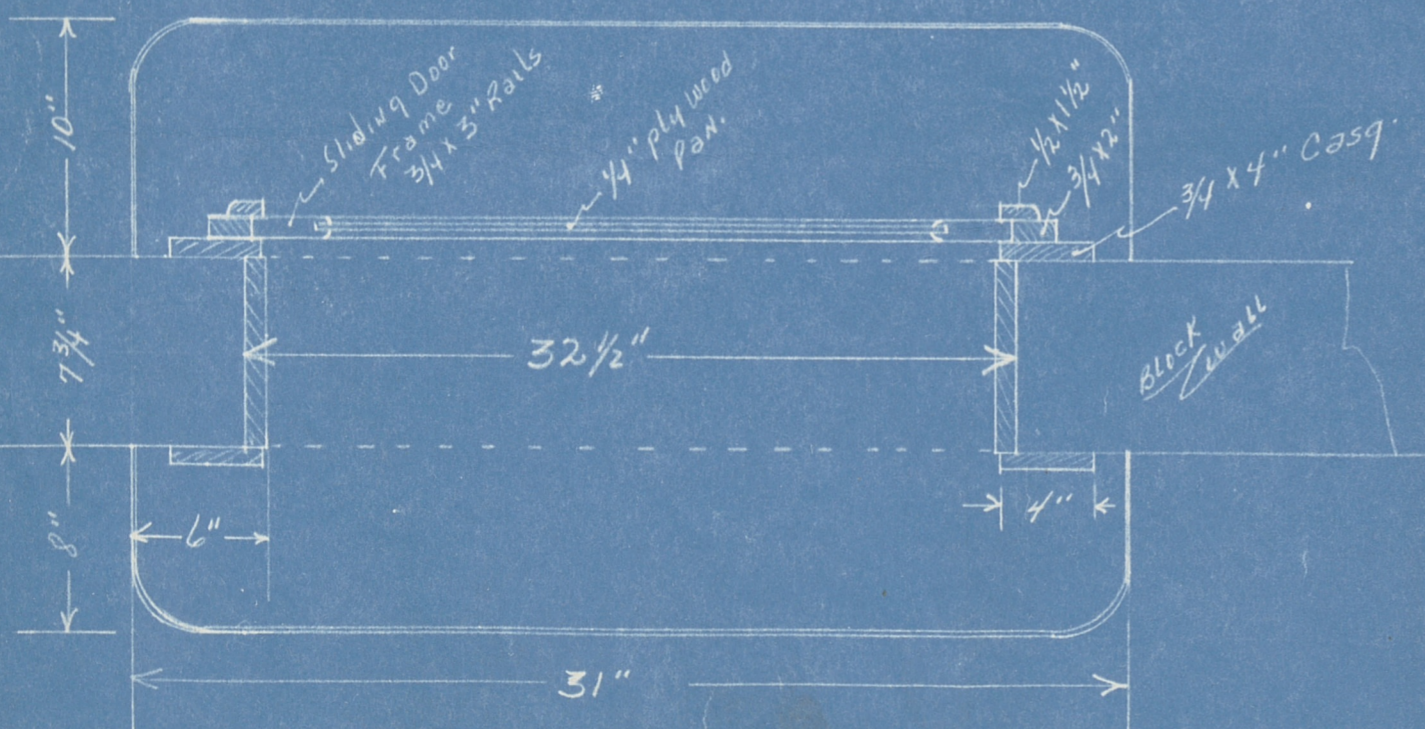 10"
Sliding Door
Frame
3/4 x 3" Rails
1/4" ply wood
Pan.
1/2 x 1 1/2"
3/4 x 2"
3/4 x 4" Casg.
7 3/4"
32 1/2"
Block
Wall
8"
6"
4"
31"